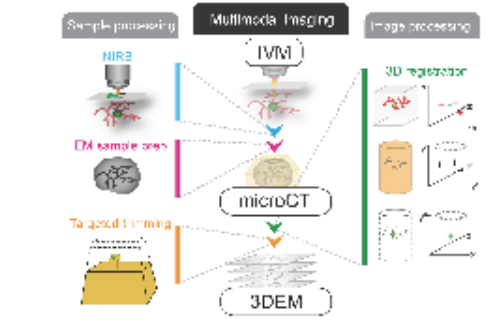 Sample processing
Multimodal Imaging
Image processing
NIRB
IVM
3D registration
EM sample prep
microCT
Targeted trimming
3DEM